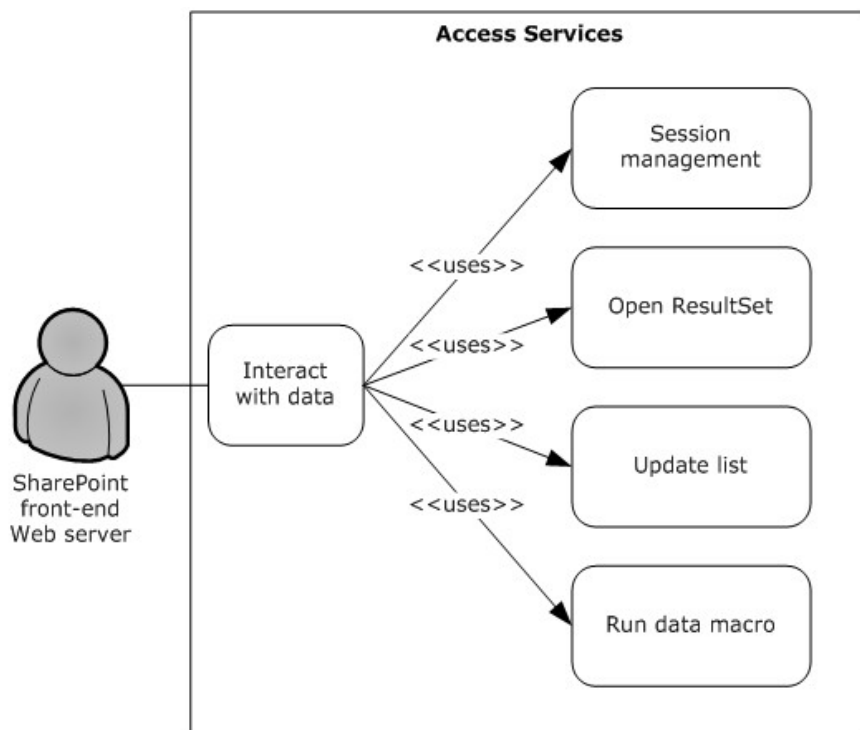 Access Services
Session
management
<<uses>>
Open ResultSet
<<uses>>
Interact
with data
<<uses>>
Update list
SharePoint
front-end
Web server
<<uses>>
Run data macro